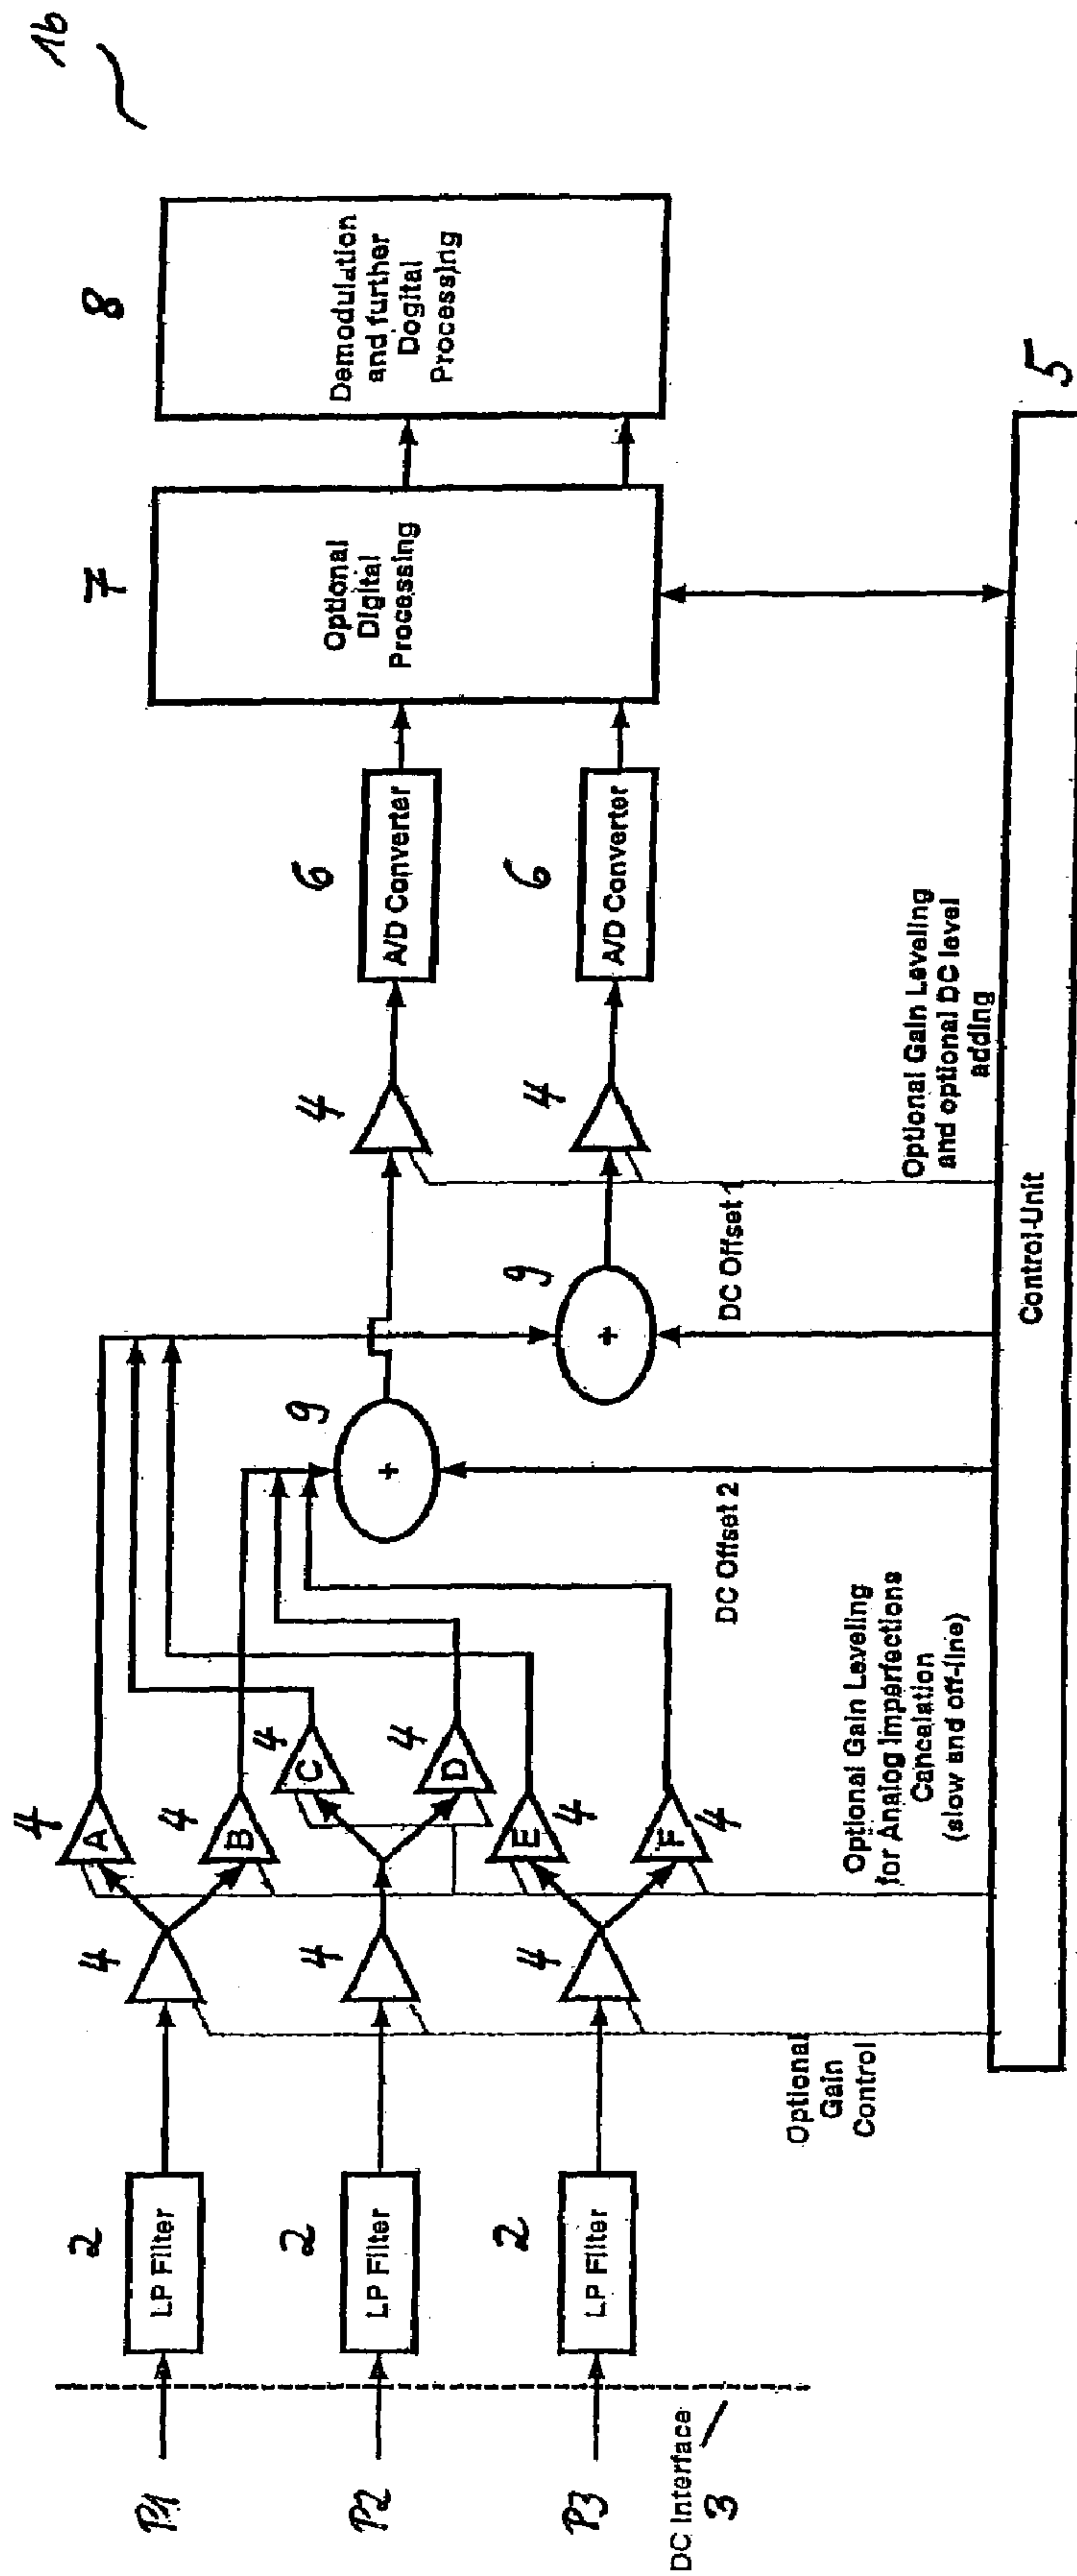 1b
P1
2
LP Filter
4
4
A
4
B
P2
2
LP Filter
4
4
C
4
D
P3
2
LP Filter
4
4
E
4
F
DC Interface
3
Optional
Gain
Control
Optional Gain Leveling
for Analog Imperfections
Cancalation
(slow and off-line)
9
+
DC Offset 2
9
+
DC Offset 1
4
4
Optional Gain Leveling
and optional DC level
adding
6
A/D Converter
6
A/D Converter
7
Optional
Digital
Processing
8
Demodulation
and further
Dogital
Processing
Control-Unit
5